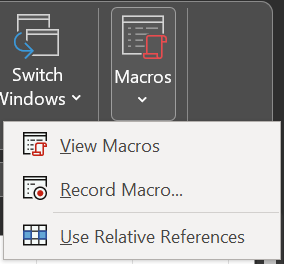 Switch
Windows
Macros
View Macros
Record Macro...
Use Relative References